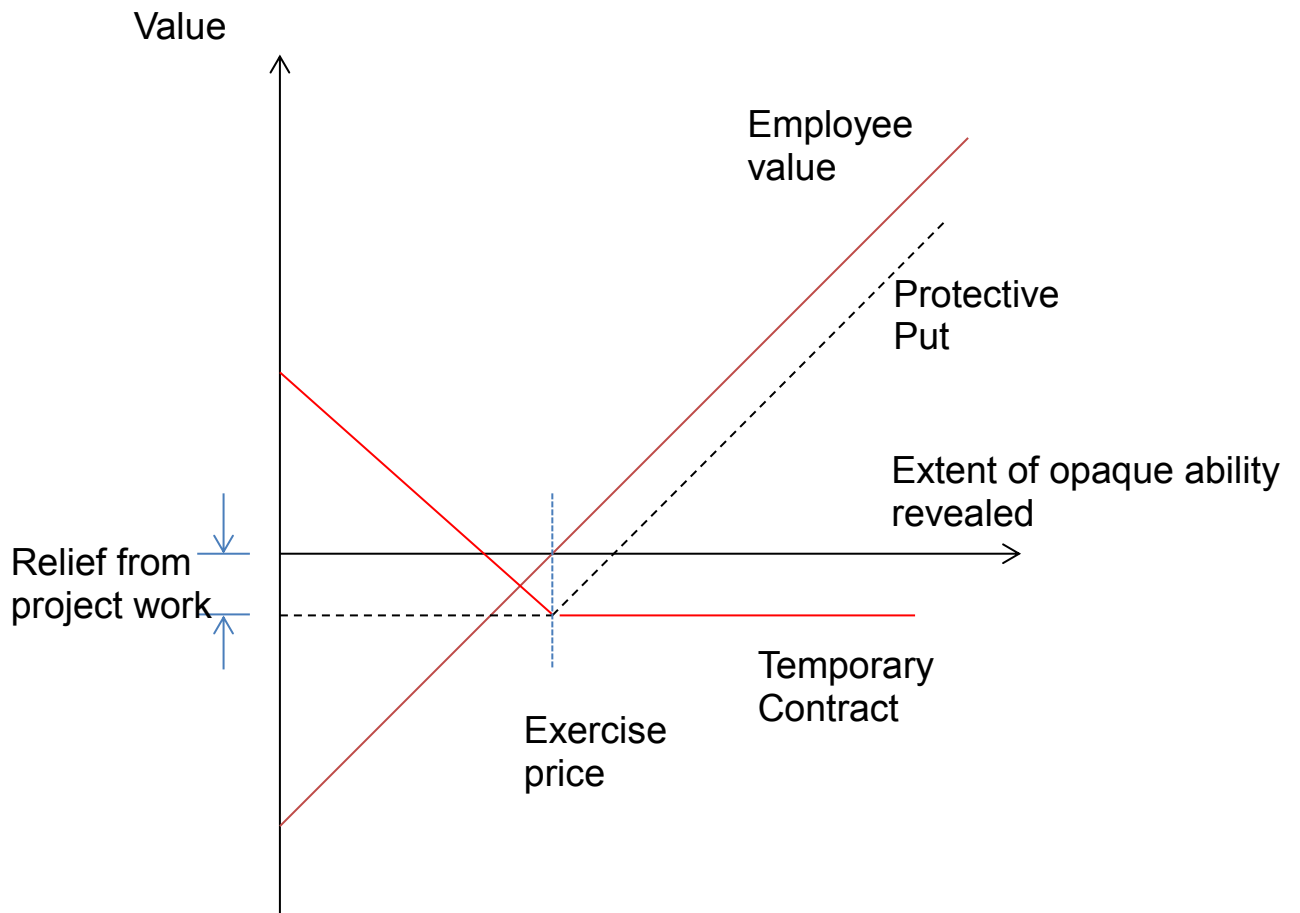 Value
Employee
value
Protective
Put
Extent of opaque ability
revealed
Relief from
project work
Temporary
Contract
Exercise
price